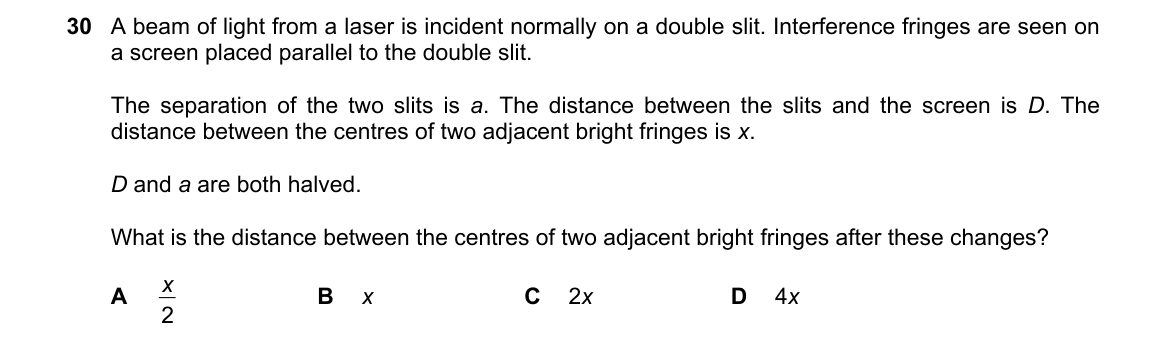 30 A beam of light from a laser is incident normally on a double slit. Interference fringes are seen on
a screen placed parallel to the double slit.
The separation of the two slits is a. The distance between the slits and the screen is D. The
distance between the centres of two adjacent bright fringes is x.
D and a are both halved.
What is the distance between the centres of two adjacent bright fringes after these changes?
A x/2 B x C 2x D 4x